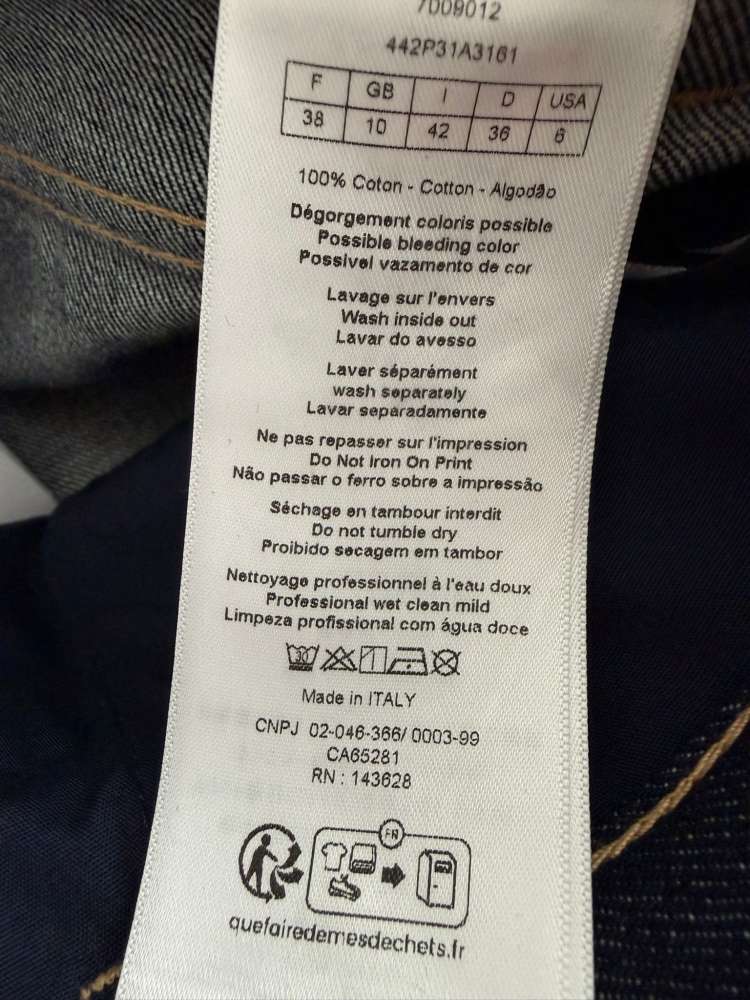 7009012
442P31A3161
F GB I D USA
38 10 42 36 6
100% Coton - Cotton - Algodão
Dégorgement coloris possible
Possible bleeding color
Possivel vazamento de cor
Lavage sur l'envers
Wash inside out
Lavar do avesso
Laver séparément
wash separately
Lavar separadamente
Ne pas repasser sur l'impression
Do Not Iron On Print
Não passar o ferro sobre a impressão
Séchage en tambour interdit
Do not tumble dry
Proibido secagem em tambor
Nettoyage professionnel à l'eau doux
Professional wet clean mild
Limpeza profissional com água doce
30
Made in ITALY
CNPJ 02-046-366/ 0003-99
CA65281
RN : 143628
FR
quefairedemesdechets.fr